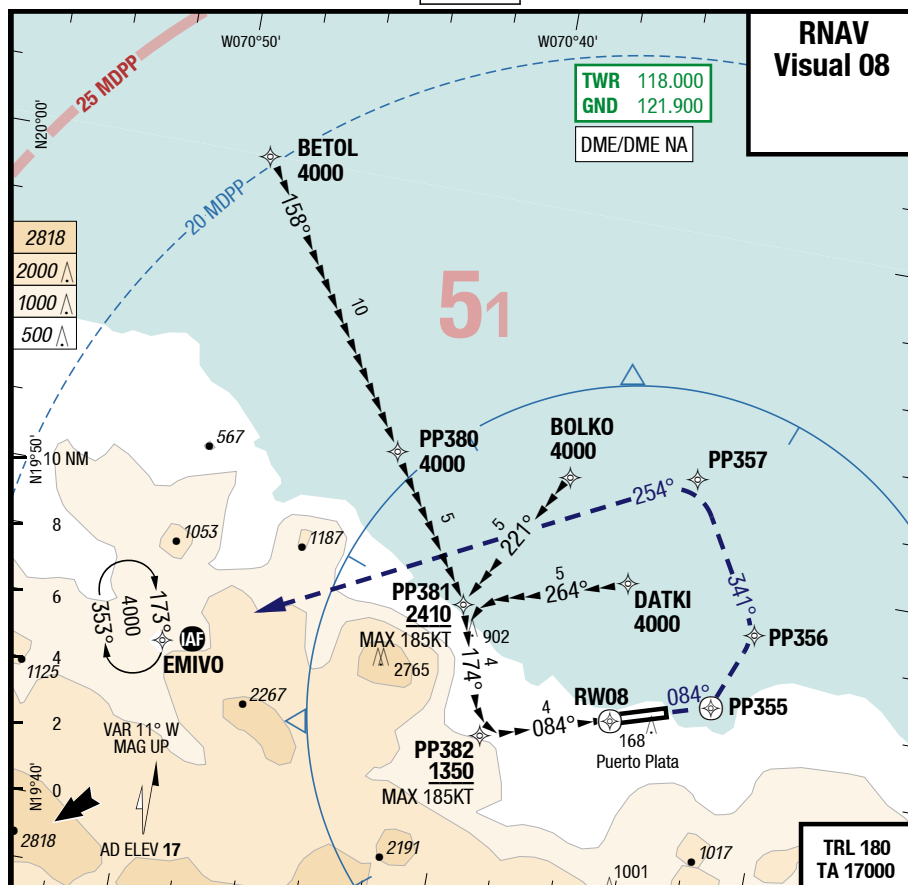 W070°50'
W070°40'
RNAV
Visual 08
25 MDPP
TWR 118.000
GND 121.900
DME/DME NA
N20°00'
BETOL
4000
20 MDPP
158°
2818
2000
1000
500
10
51
PP380
4000
BOLKO
4000
PP357
567
N19°50'
10 NM
254°
8
1053
1187
5
5
221°
341°
6
PP381
2410
MAX 185KT
5
264°
DATKI
4000
353°
4000
173°
IAF
EMIVO
902
PP356
4
1125
2765
4
174°
2267
RW08
084°
PP355
2
VAR 11° W
MAG UP
4
084°
168
Puerto Plata
PP382
1350
MAX 185KT
N19°40'
0
2818
AD ELEV 17
2191
1001
1017
TRL 180
TA 17000